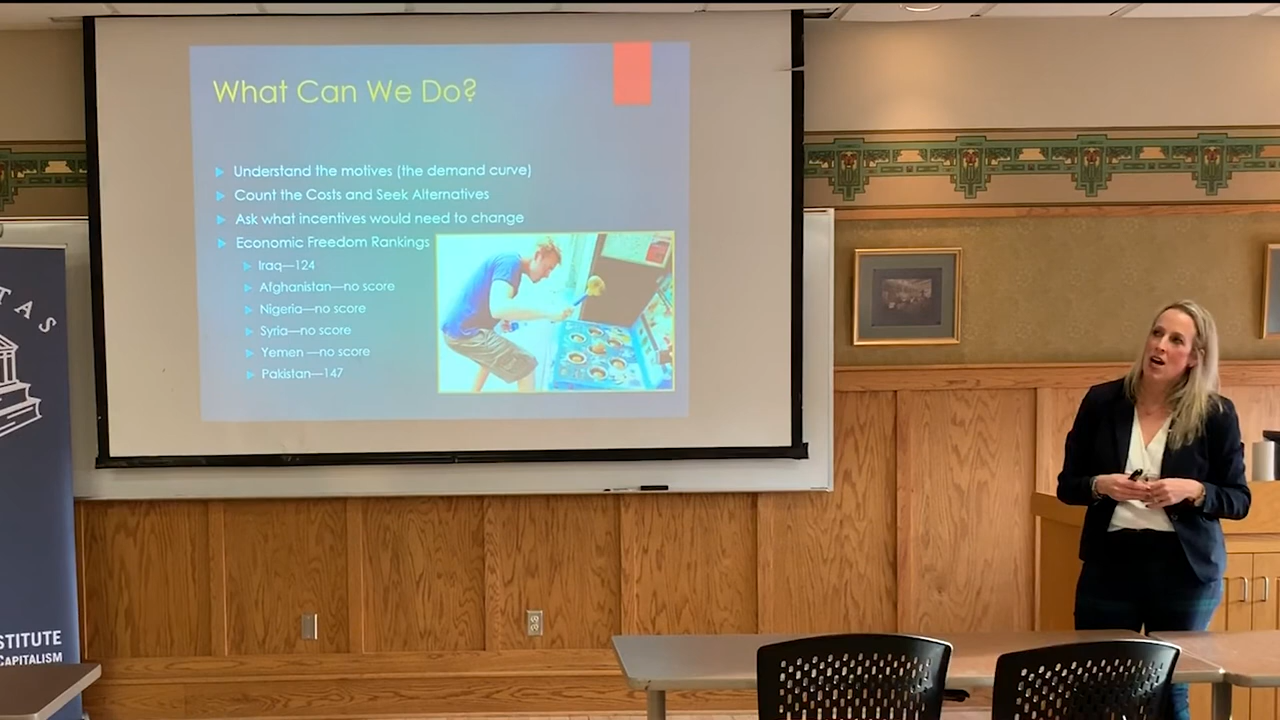 What Can We Do?
Understand the motives (the demand curve)
Count the Costs and Seek Alternatives
Ask what incentives would need to change
Economic Freedom Rankings
Iraq—124
Afghanistan—no score
Nigeria—no score
Syria—no score
Yemen —no score
Pakistan—147
TAS
STITUTE
CAPITALISM